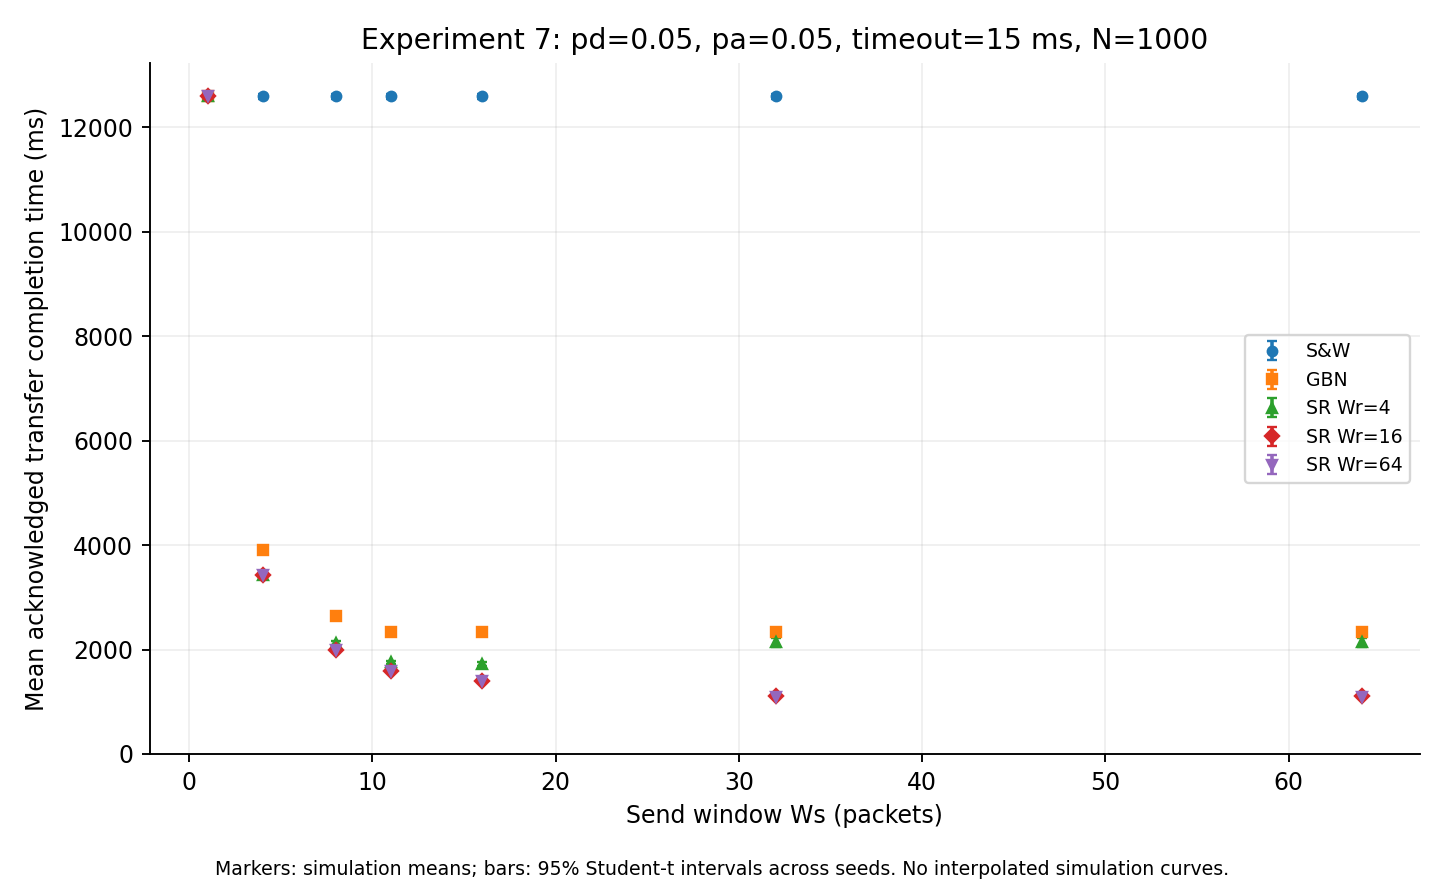 Experiment 7: pd=0.05, pa=0.05, timeout=15 ms, N=1000
Mean acknowledged transfer completion time (ms)
12000
10000
8000
6000
4000
2000
0
S&W
GBN
SR Wr=4
SR Wr=16
SR Wr=64
0 10 20 30 40 50 60
Send window Ws (packets)
Markers: simulation means; bars: 95% Student-t intervals across seeds. No interpolated simulation curves.